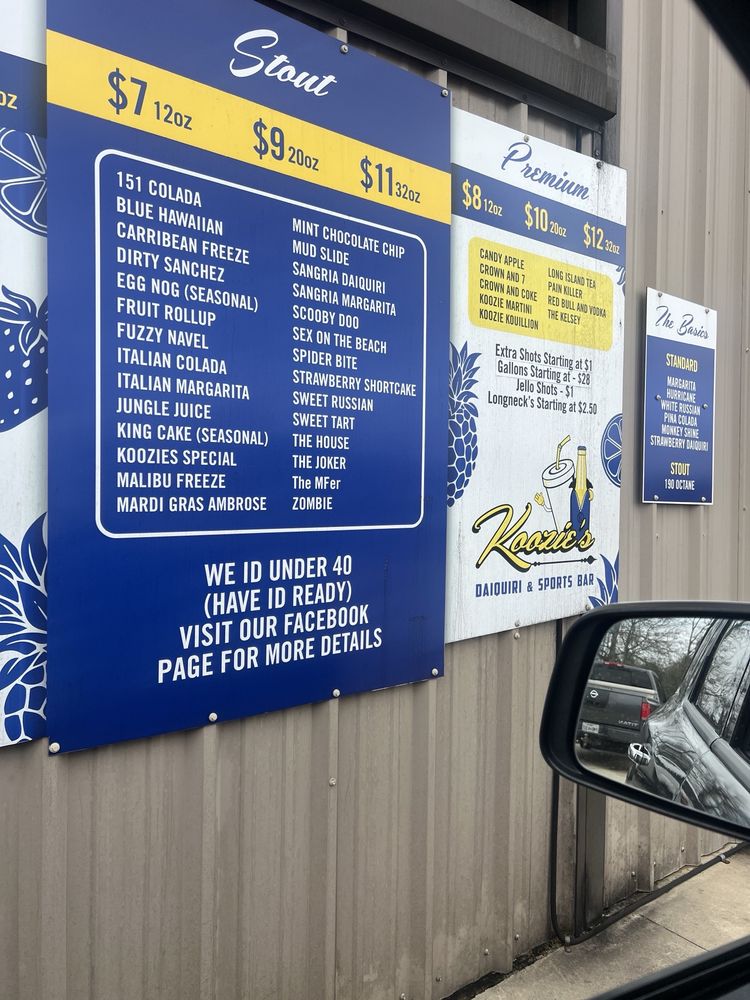 OZ
Stout
$7 12oz $9 20oz $11 32oz
151 COLADA
BLUE HAWAIIAN
CARRIBEAN FREEZE
DIRTY SANCHEZ
EGG NOG (SEASONAL)
FRUIT ROLLUP
FUZZY NAVEL
ITALIAN COLADA
ITALIAN MARGARITA
JUNGLE JUICE
KING CAKE (SEASONAL)
KOOZIES SPECIAL
MALIBU FREEZE
MARDI GRAS AMBROSE
MINT CHOCOLATE CHIP
MUD SLIDE
SANGRIA DAIQUIRI
SANGRIA MARGARITA
SCOOBY DOO
SEX ON THE BEACH
SPIDER BITE
STRAWBERRY SHORTCAKE
SWEET RUSSIAN
SWEET TART
THE HOUSE
THE JOKER
The MFer
ZOMBIE
WE ID UNDER 40
(HAVE ID READY)
VISIT OUR FACEBOOK
PAGE FOR MORE DETAILS
Premium
$8 12oz $10 20oz $12 32oz
CANDY APPLE
CROWN AND 7
CROWN AND COKE
KOOZIE MARTINI
KOOZIE KOUILLION
LONG ISLAND TEA
PAIN KILLER
RED BULL AND VODKA
THE KELSEY
Extra Shots Starting at $1
Gallons Starting at - $28
Jello Shots - $1
Longneck's Starting at $2.50
Koozie's
DAIQUIRI & SPORTS BAR
The Basics
STANDARD
MARGARITA
HURRICANE
WHITE RUSSIAN
PINA COLADA
MONKEY SHINE
STRAWBERRY DAIQUIRI
STOUT
190 OCTANE